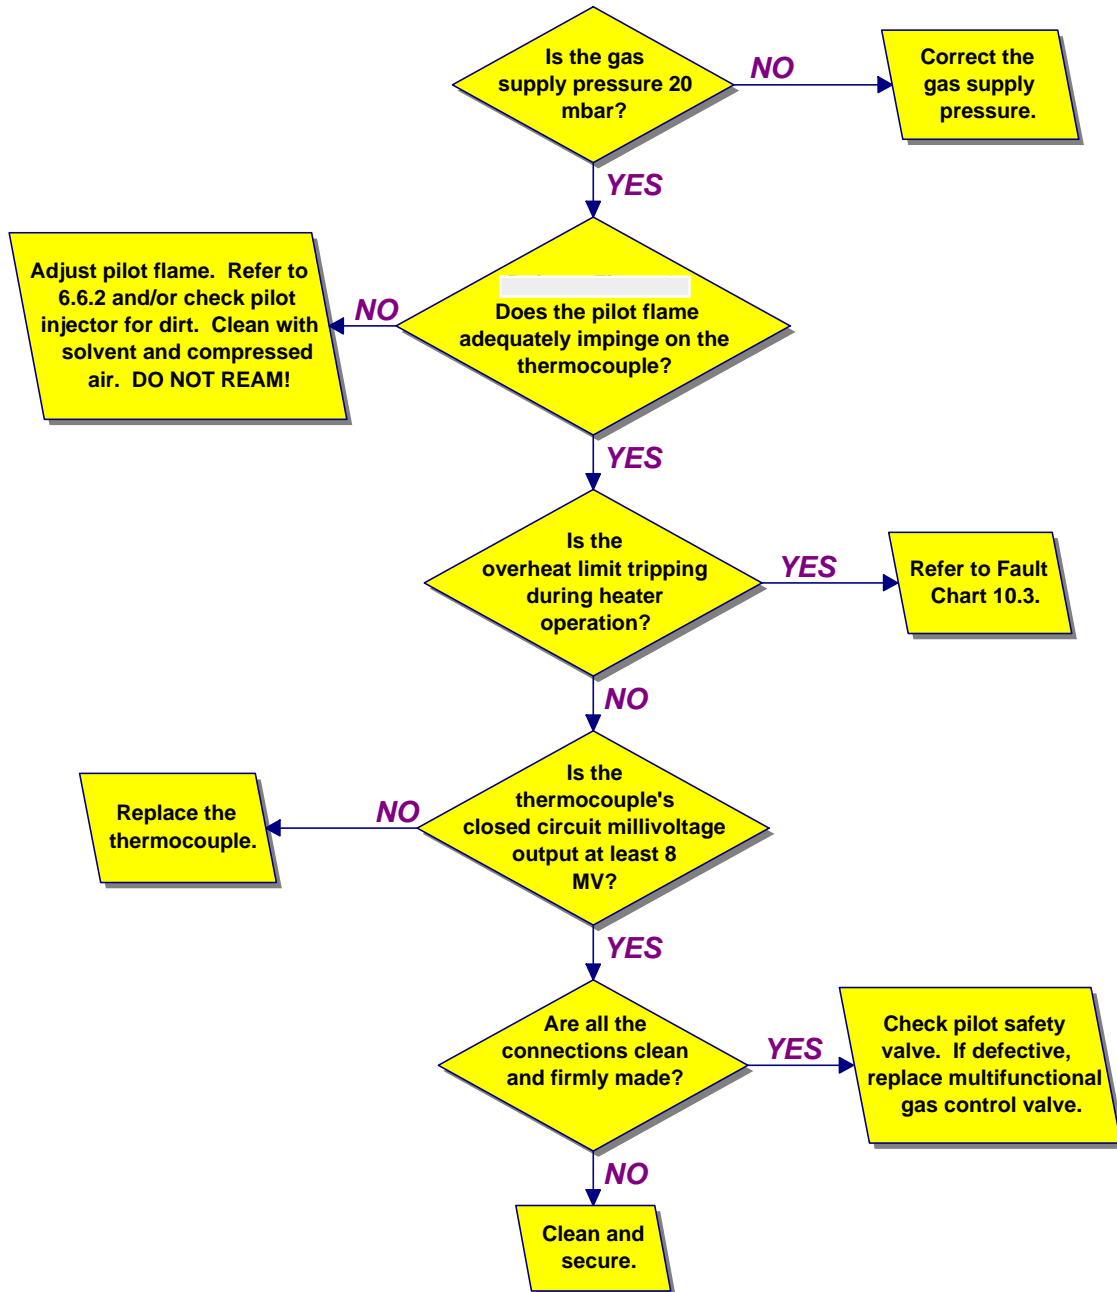 Is the gas
supply pressure 20
mbar?
NO
Correct the
gas supply
pressure.
YES
Adjust pilot flame.  Refer to
6.6.2 and/or check pilot
injector for dirt.  Clean with
solvent and compressed
air.  DO NOT REAM!
NO
Does the pilot flame
adequately impinge on the
thermocouple?
YES
Is the
overheat limit tripping
during heater
operation?
YES
Refer to Fault
Chart 10.3.
NO
Replace the
thermocouple.
NO
Is the
thermocouple's
closed circuit millivoltage
output at least 8
MV?
YES
Are all the
connections clean
and firmly made?
YES
Check pilot safety
valve.  If defective,
replace multifunctional
gas control valve.
NO
Clean and
secure.